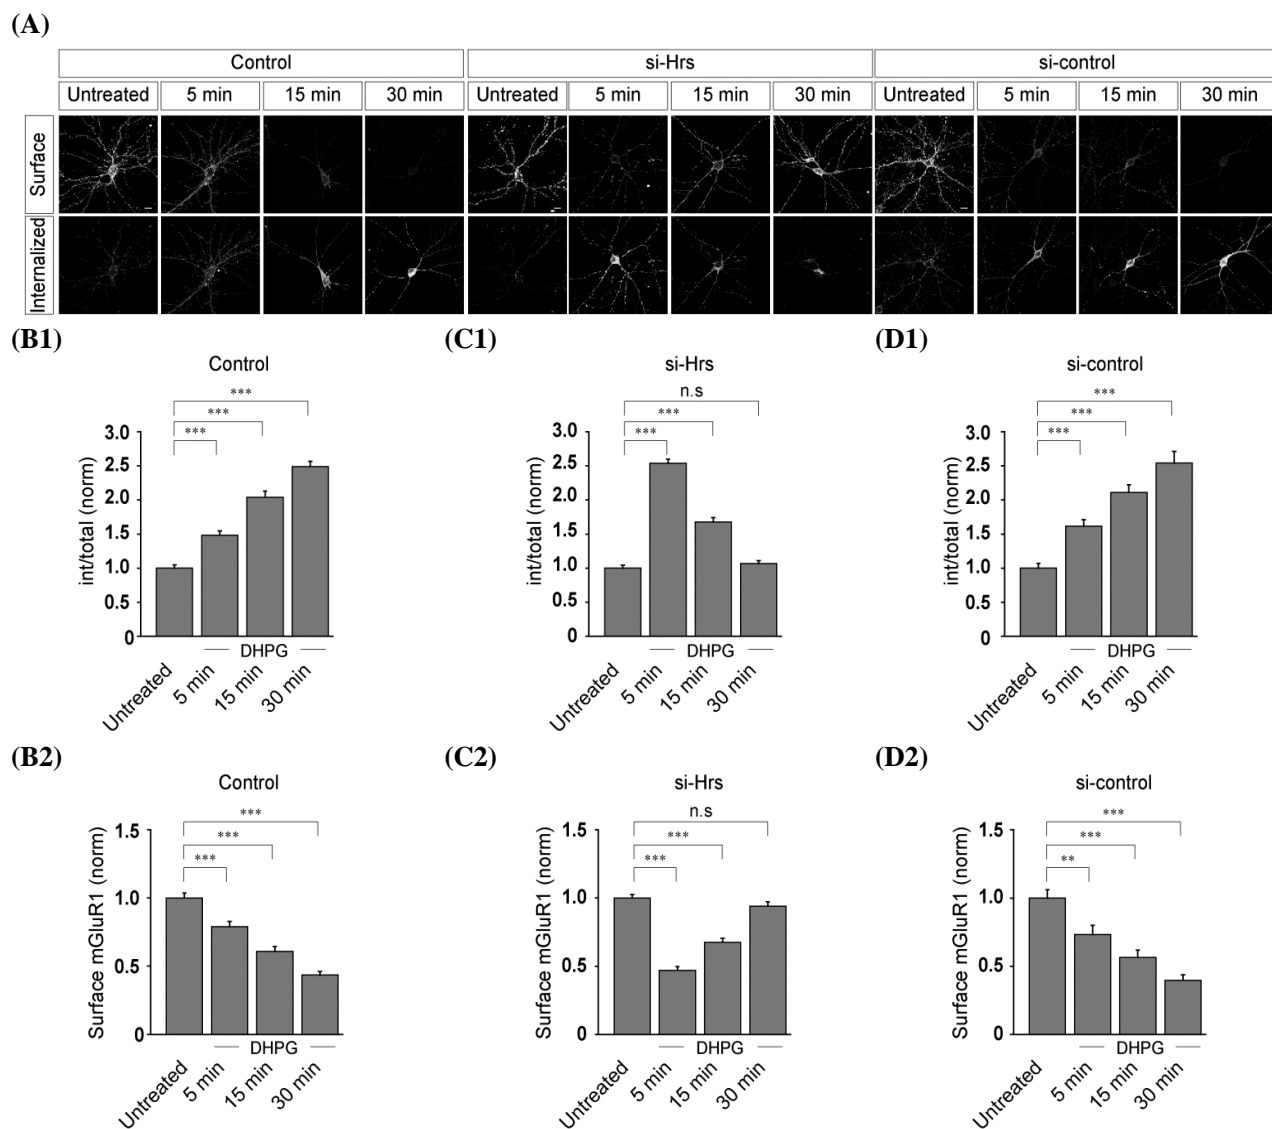 (A)
Control si-Hrs si-control
Untreated 5 min 15 min 30 min Untreated 5 min 15 min 30 min Untreated 5 min 15 min 30 min
Surface
Internalized
(B1) (C1) (D1)
Control si-Hrs si-control
*** n.s ***
*** *** ***
*** *** ***
int/total (norm) int/total (norm) int/total (norm)
3.0 3.0 3.0
2.5 2.5 2.5
2.0 2.0 2.0
1.5 1.5 1.5
1.0 1.0 1.0
0.5 0.5 0.5
0 0 0
DHPG DHPG DHPG
Untreated 5 min 15 min 30 min Untreated 5 min 15 min 30 min Untreated 5 min 15 min 30 min
(B2) (C2) (D2)
Control si-Hrs si-control
*** n.s ***
*** *** ***
*** *** **
Surface mGluR1 (norm) Surface mGluR1 (norm) Surface mGluR1 (norm)
1.5 1.5 1.5
1.0 1.0 1.0
0.5 0.5 0.5
0 0 0
DHPG DHPG DHPG
Untreated 5 min 15 min 30 min Untreated 5 min 15 min 30 min Untreated 5 min 15 min 30 min